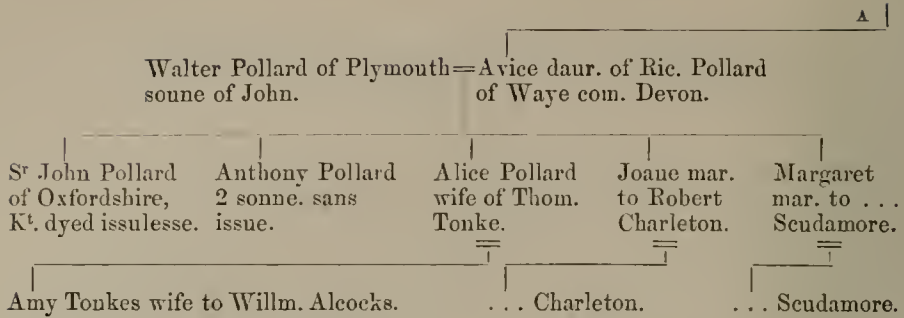 A
Walter Pollard of Plymouth=Avice daur. of Ric. Pollard
soune of John. of Waye com. Devon.
Sr John Pollard Anthony Pollard Alice Pollard Joane mar. Margaret
of Oxfordshire, 2 sonne. sans wife of Thom. to Robert mar. to ...
Kt. dyed issulesse. issue. Tonke. Charleton. Scudamore.
Amy Tonkes wife to Willm. Alcocks. ... Charleton. ... Scudamore.